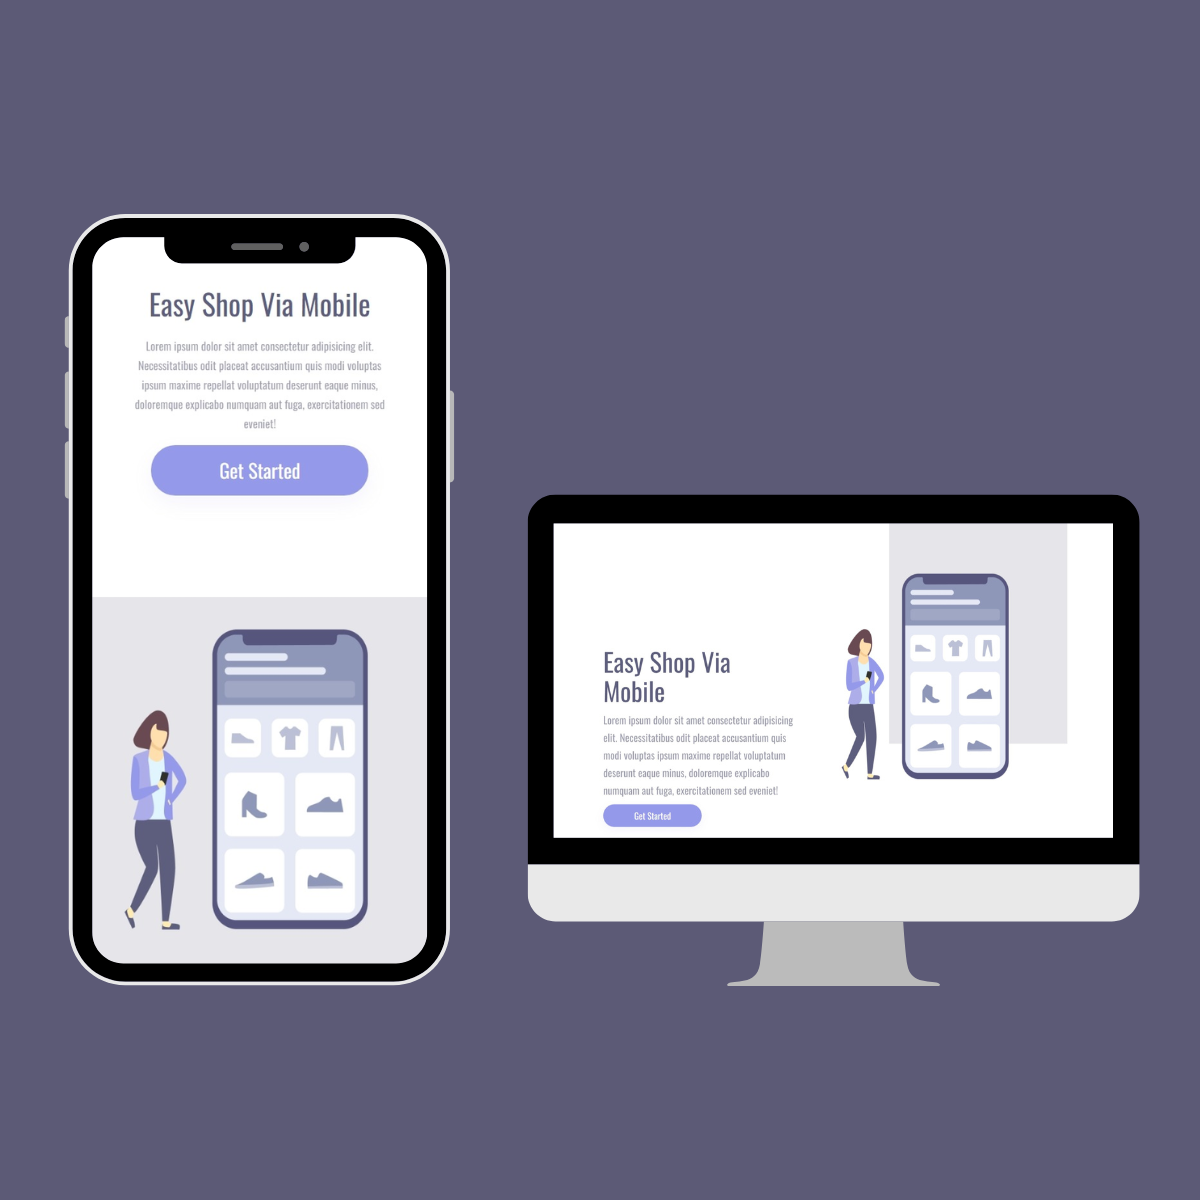 Easy Shop Via Mobile
Lorem ipsum dolor sit amet consectetur adipisicing elit.
Necessitatibus odit placeat accusantium quis modi voluptas
ipsum maxime repellat voluptatum deserunt eaque minus,
doloremque explicabo numquam aut fuga, exercitationem sed
eveniet!
Get Started
Easy Shop Via
Mobile
Lorem ipsum dolor sit amet consectetur adipisicing
elit. Necessitatibus odit placeat accusantium quis
modi voluptas ipsum maxime repellat voluptatum
deserunt eaque minus, doloremque explicabo
numquam aut fuga, exercitationem sed eveniet!
Get Started